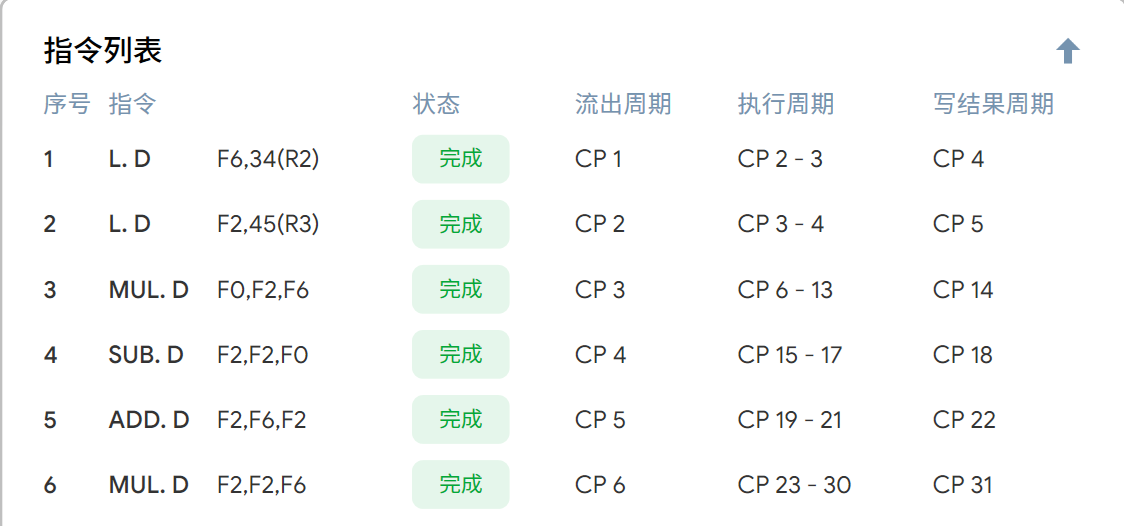 指令列表
序号 指令 状态 流出周期 执行周期 写结果周期
1 L. D F6,34(R2) 完成 CP 1 CP 2 - 3 CP 4
2 L. D F2,45(R3) 完成 CP 2 CP 3 - 4 CP 5
3 MUL. D F0,F2,F6 完成 CP 3 CP 6 - 13 CP 14
4 SUB. D F2,F2,F0 完成 CP 4 CP 15 - 17 CP 18
5 ADD. D F2,F6,F2 完成 CP 5 CP 19 - 21 CP 22
6 MUL. D F2,F2,F6 完成 CP 6 CP 23 - 30 CP 31